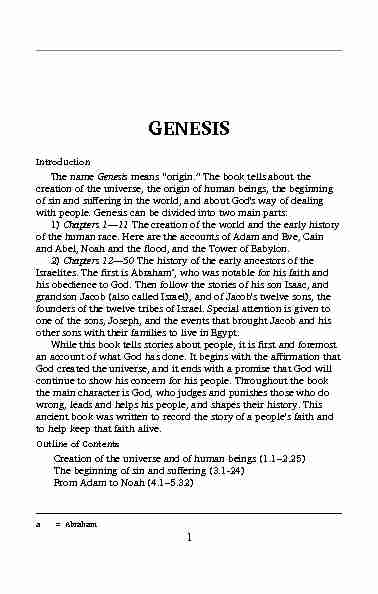 GENESIS
Introduction
The name Genesis means "origin." The book tells about the
creation of the universe, the origin of human beings, the beginning
of sin and suffering in the world, and about God's way of dealing
with people. Genesis can be divided into two main parts:
1) Chapters 1—11 The creation of the world and the early history
of the human race. Here are the accounts of Adam and Eve, Cain
and Abel, Noah and the flood, and the Tower of Babylon.
2) Chapters 12—50 The history of the early ancestors of the
Israelites. The first is Abrahamª, who was notable for his faith and
his obedience to God. Then follow the stories of his son Isaac, and
grandson Jacob (also called Israel), and of Jacob's twelve sons, the
founders of the twelve tribes of Israel. Special attention is given to
one of the sons, Joseph, and the events that brought Jacob and his
other sons with their families to live in Egypt.
While this book tells stories about people, it is first and foremost
an account of what God has done. It begins with the affirmation that
God created the universe, and it ends with a promise that God will
continue to show his concern for his people. Throughout the book
the main character is God, who judges and punishes those who do
wrong, leads and helps his people, and shapes their history. This
ancient book was written to record the story of a people's faith and
to help keep that faith alive.
Outline of Contents
Creation of the universe and of human beings (1.1–2.25)
The beginning of sin and suffering (3.1-24)
From Adam to Noah (4.1–5.32)
a = Abraham
1